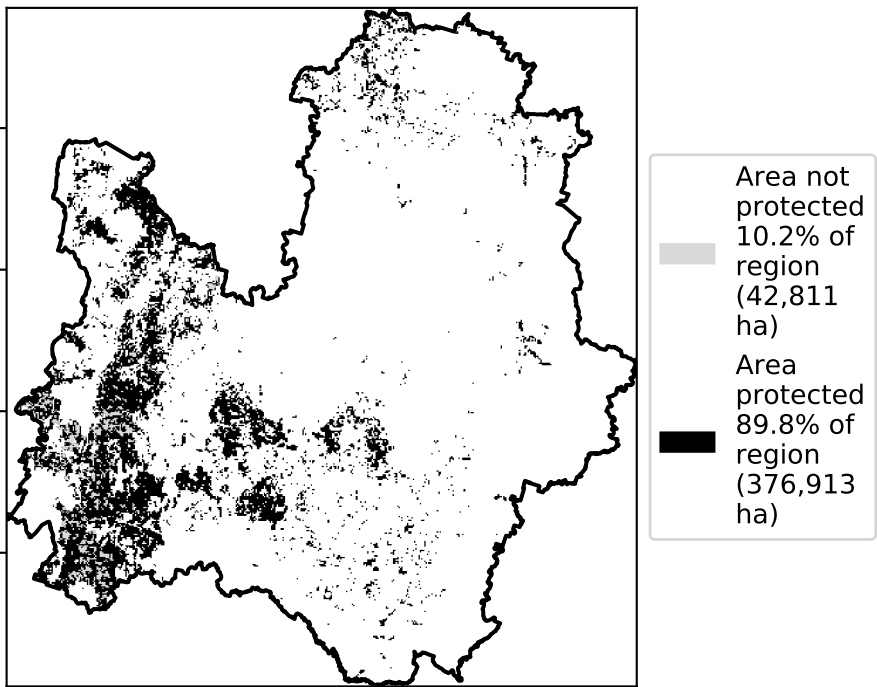 Area not
protected
10.2% of
region
(42,811
ha)
Area
protected
89.8% of
region
(376,913
ha)